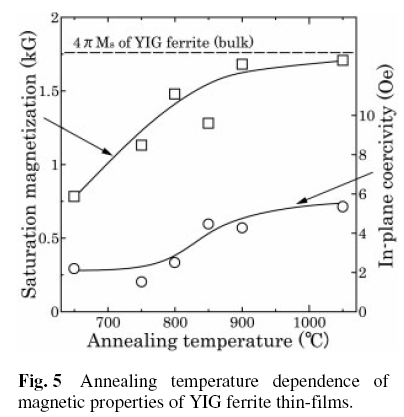 2
4πMs of YIG ferrite (bulk)
1.5
1
0.5
0
Saturation magnetization (kG)
10
8
6
4
2
0
In-plane coercivity (Oe)
700 800 900 1000
Annealing temperature (℃)
Fig. 5 Annealing temperature dependence of
magnetic properties of YIG ferrite thin-films.